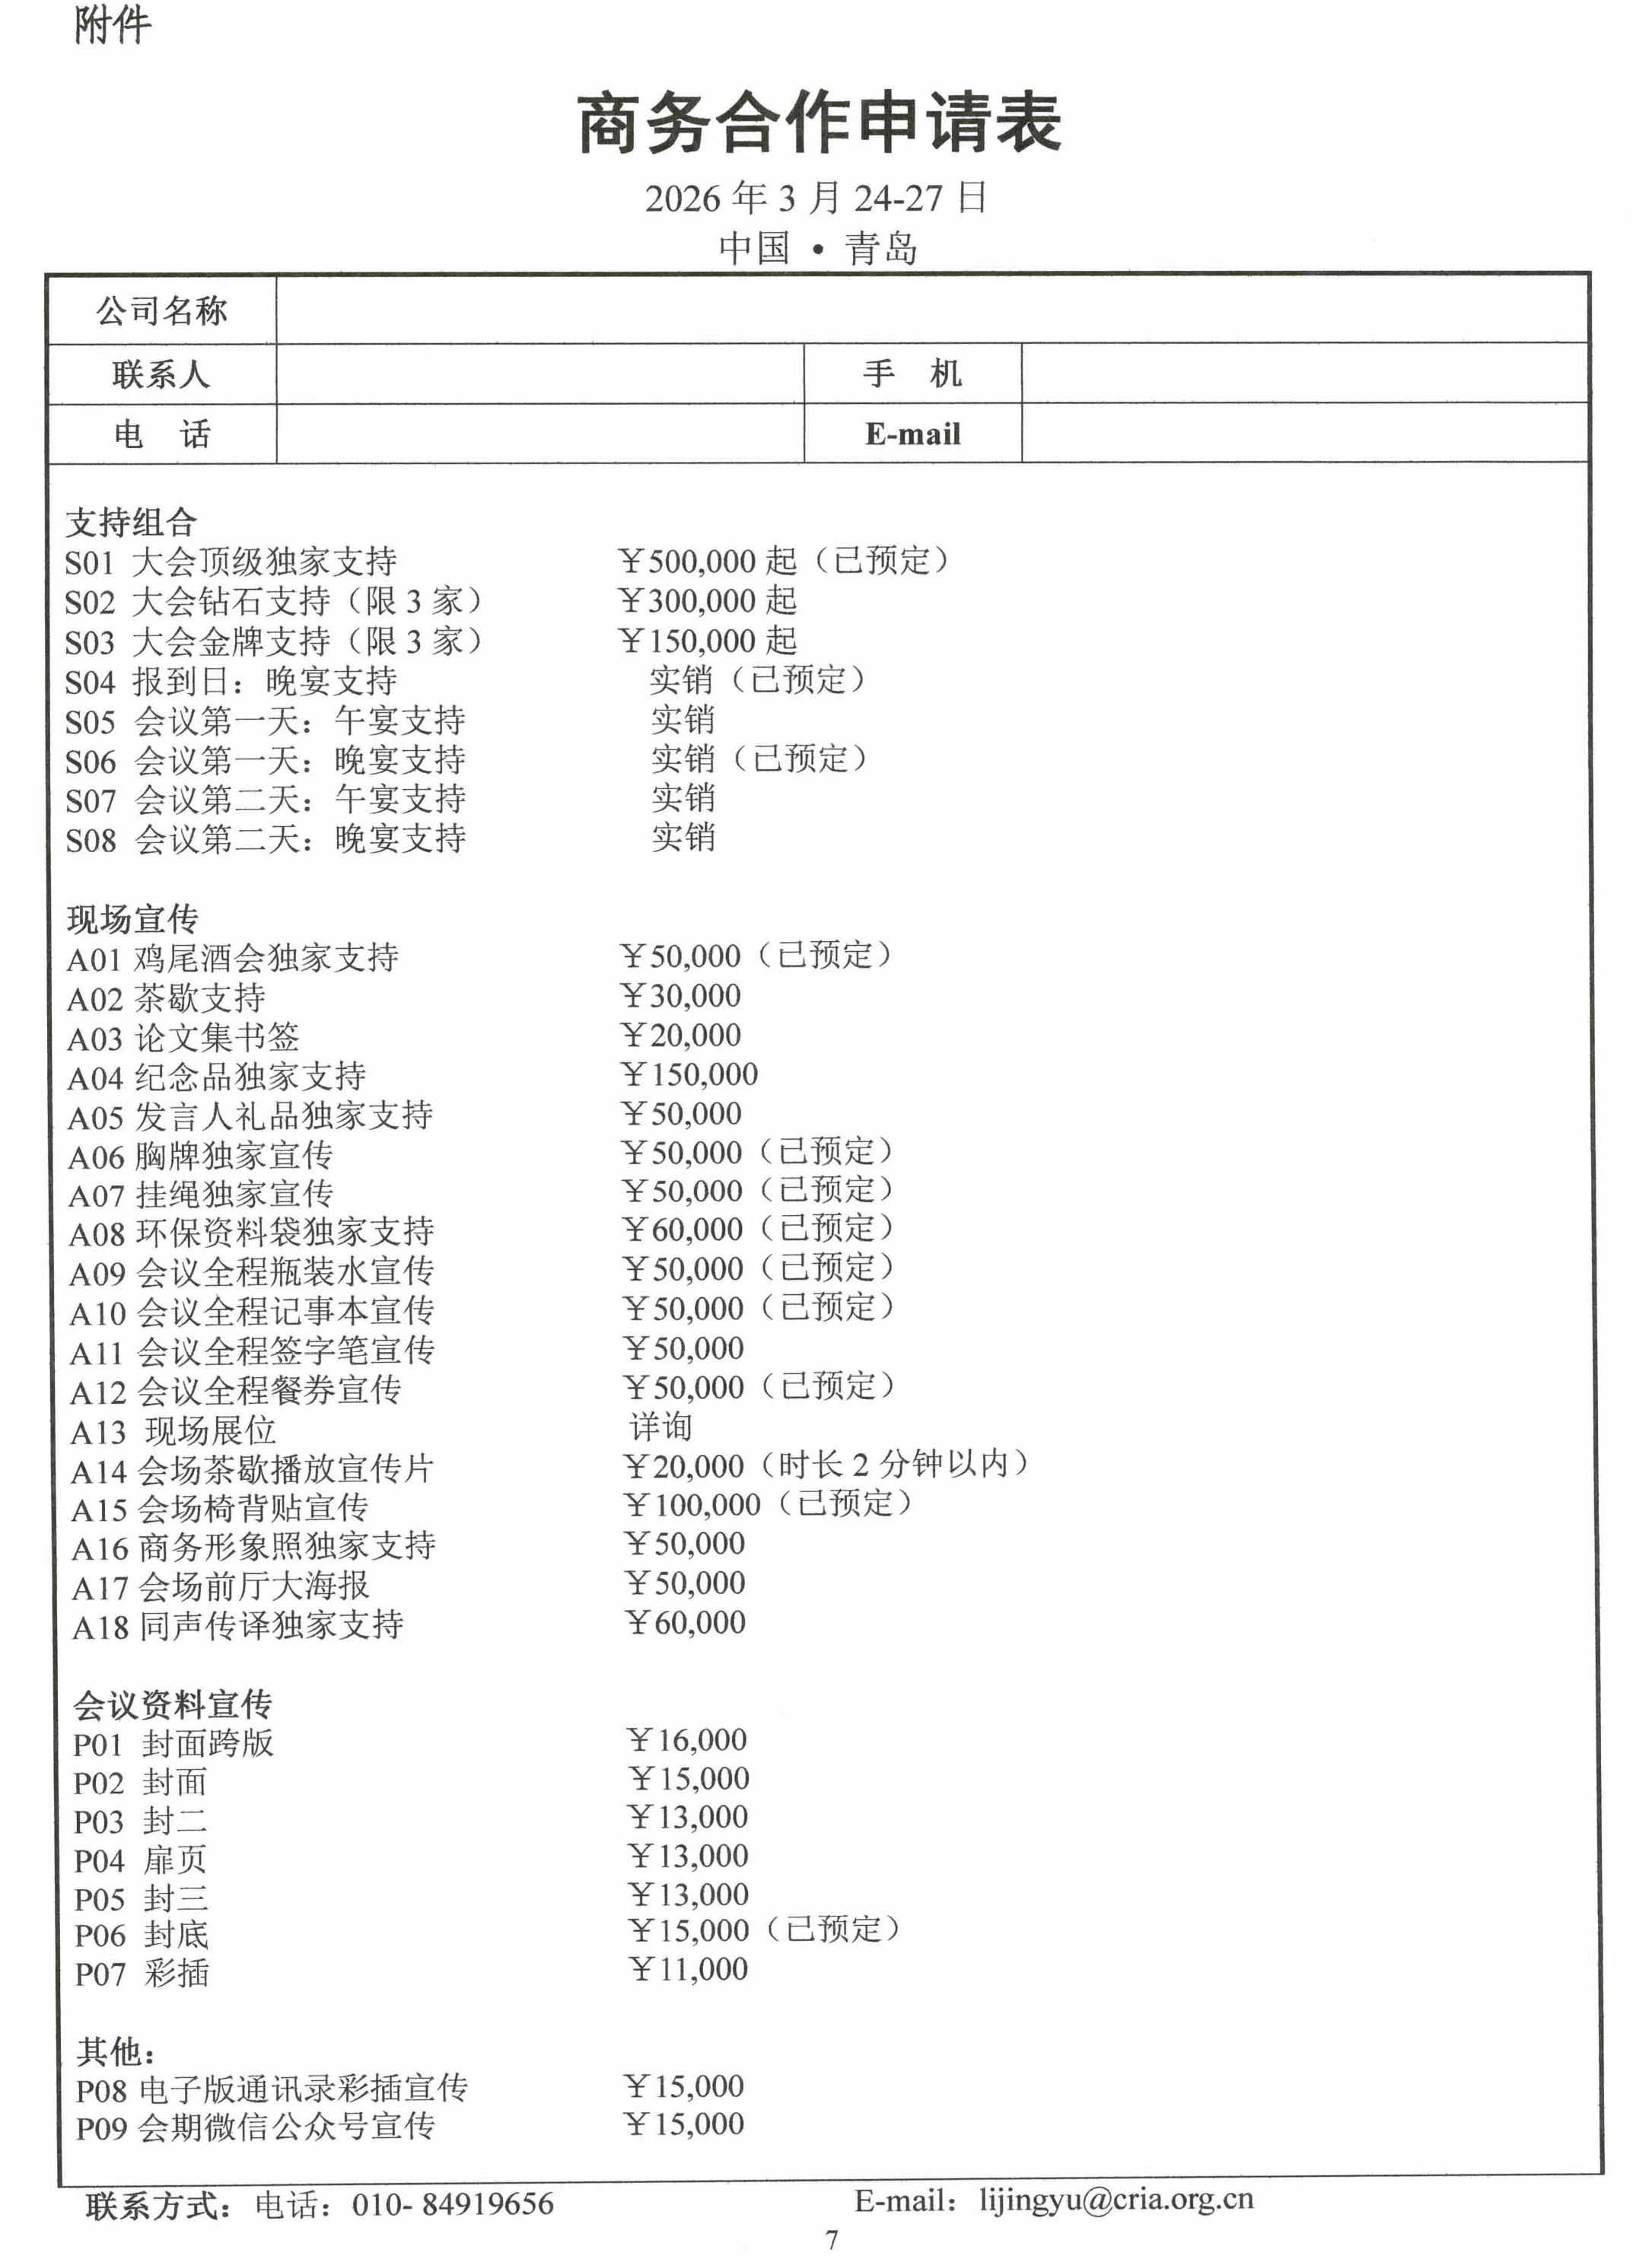 附件
商务合作申请表
2026 年 3 月 24-27 日
中国 • 青岛
公司名称
联系人 手 机
电 话 E-mail
支持组合
S01 大会顶级独家支持 ￥500,000 起（已预定）
S02 大会钻石支持（限 3 家） ￥300,000 起
S03 大会金牌支持（限 3 家） ￥150,000 起
S04 报到日：晚宴支持 实销（已预定）
S05 会议第一天：午宴支持 实销
S06 会议第一天：晚宴支持 实销（已预定）
S07 会议第二天：午宴支持 实销
S08 会议第二天：晚宴支持 实销
现场宣传
A01 鸡尾酒会独家支持 ￥50,000（已预定）
A02 茶歇支持 ￥30,000
A03 论文集书签 ￥20,000
A04 纪念品独家支持 ￥150,000
A05 发言人礼品独家支持 ￥50,000
A06 胸牌独家宣传 ￥50,000（已预定）
A07 挂绳独家宣传 ￥50,000（已预定）
A08 环保资料袋独家支持 ￥60,000（已预定）
A09 会议全程瓶装水宣传 ￥50,000（已预定）
A10 会议全程记事本宣传 ￥50,000（已预定）
A11 会议全程签字笔宣传 ￥50,000
A12 会议全程餐券宣传 ￥50,000（已预定）
A13 现场展位 详询
A14 会场茶歇播放宣传片 ￥20,000（时长 2 分钟以内）
A15 会场椅背贴宣传 ￥100,000（已预定）
A16 商务形象照独家支持 ￥50,000
A17 会场前厅大海报 ￥50,000
A18 同声传译独家支持 ￥60,000
会议资料宣传
P01 封面跨版 ￥16,000
P02 封面 ￥15,000
P03 封二 ￥13,000
P04 扉页 ￥13,000
P05 封三 ￥13,000
P06 封底 ￥15,000（已预定）
P07 彩插 ￥11,000
其他：
P08 电子版通讯录彩插宣传 ￥15,000
P09 会期微信公众号宣传 ￥15,000
联系方式：电话：010- 84919656 E-mail：lijingyu@cria.org.cn
7